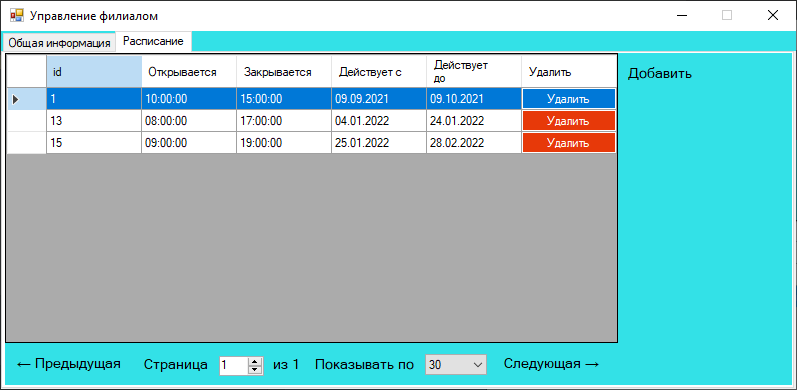 Управление филиалом
Общая информация Расписание
id Открывается Закрывается Действует с Действует до Удалить
1 10:00:00 15:00:00 09.09.2021 09.10.2021 Удалить
13 08:00:00 17:00:00 04.01.2022 24.01.2022 Удалить
15 09:00:00 19:00:00 25.01.2022 28.02.2022 Удалить
Добавить
← Предыдущая Страница 1 из 1 Показывать по 30 Следующая →